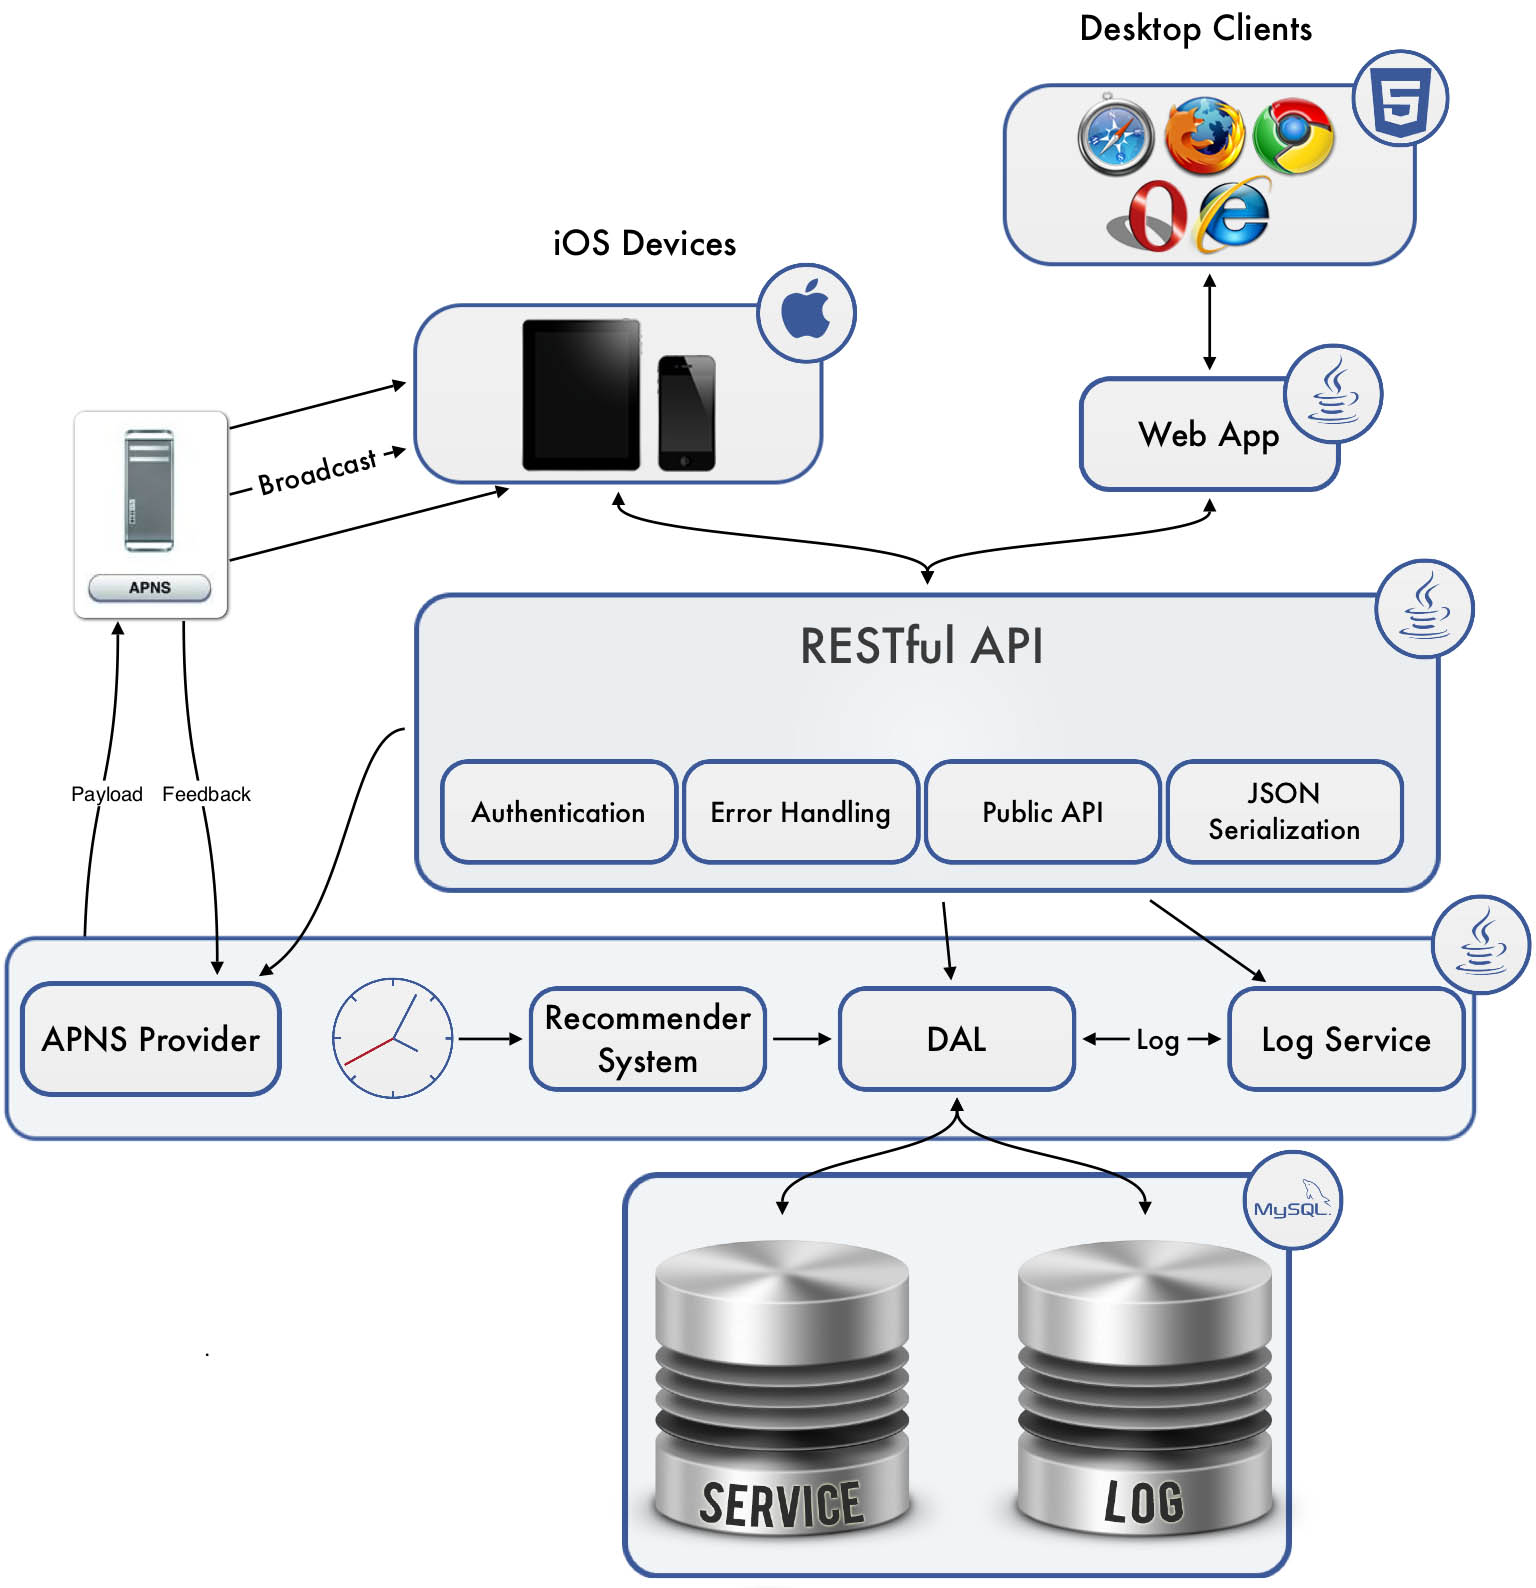 Desktop Clients
iOS Devices
Web App
Broadcast
APNS
RESTful API
Payload
Feedback
Authentication
Error Handling
Public API
JSON
Serialization
APNS Provider
Recommender
System
DAL
Log
Log Service
MySQL
SERVICE
LOG